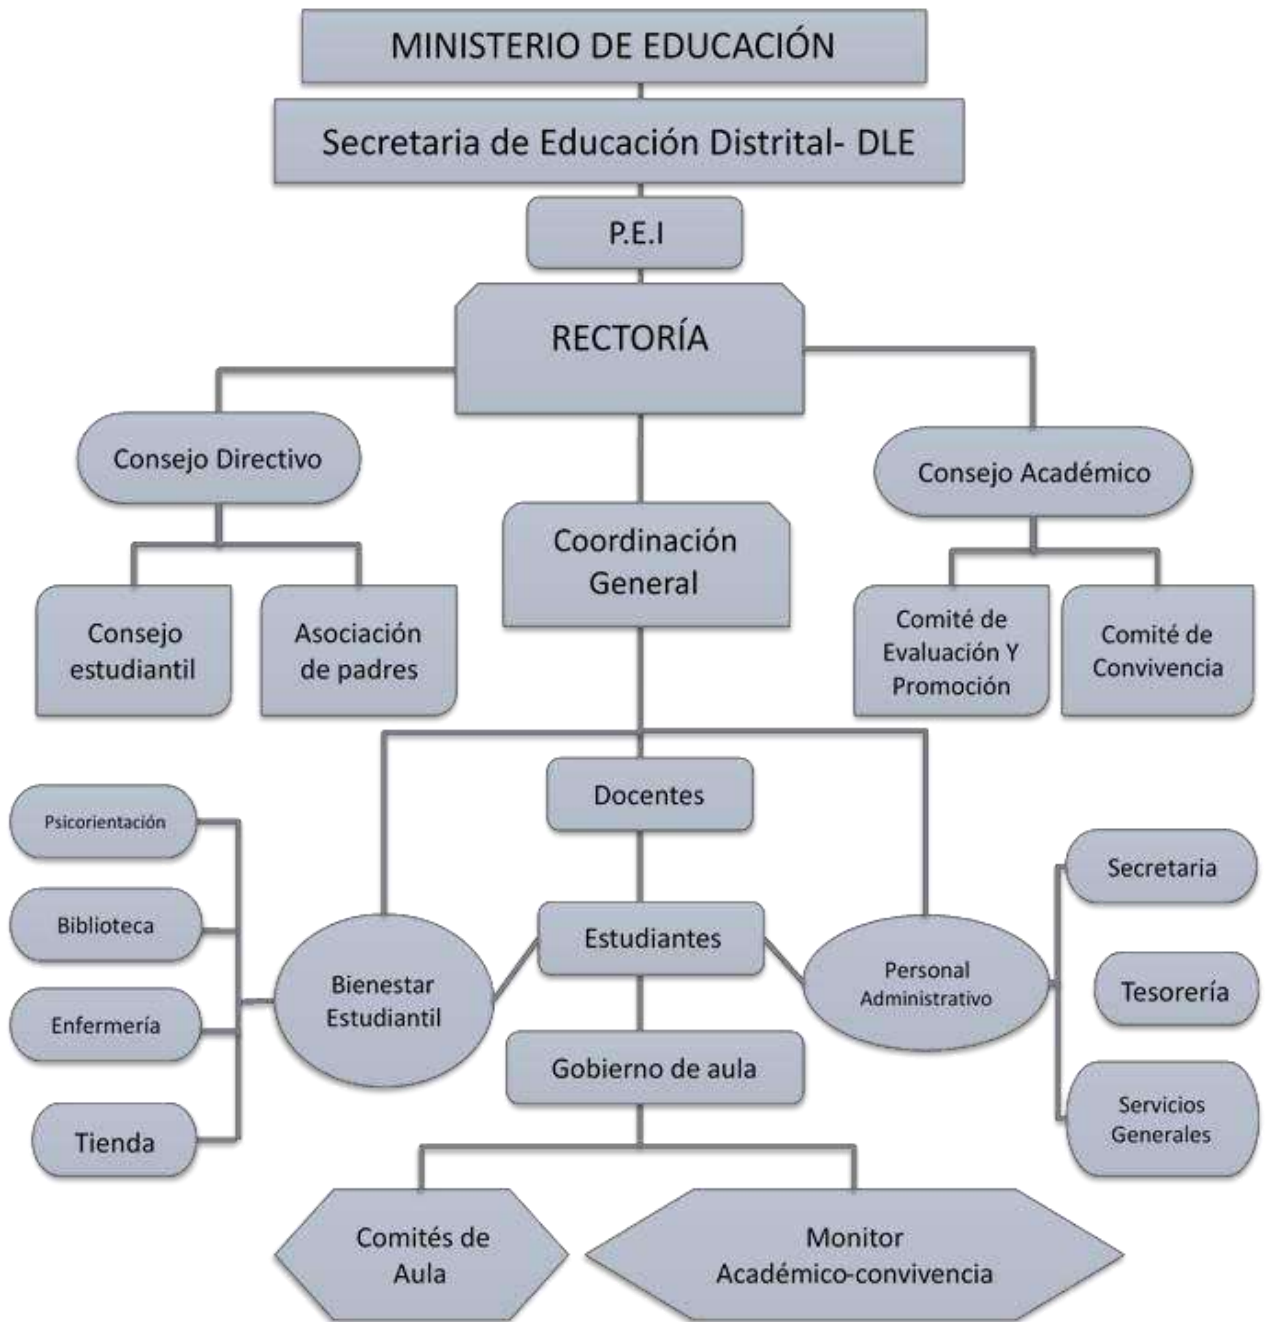 MINISTERIO DE EDUCACIÓN
Secretaria de Educación Distrital- DLE
P.E.I
RECTORÍA
Consejo Directivo
Consejo Académico
Coordinación
General
Consejo
estudiantil
Asociación
de padres
Comité de
Evaluación Y
Promoción
Comité de
Convivencia
Docentes
Psicorientación
Biblioteca
Enfermería
Tienda
Bienestar
Estudiantil
Estudiantes
Personal
Administrativo
Secretaria
Tesorería
Servicios
Generales
Gobierno de aula
Comités de
Aula
Monitor
Académico-convivencia